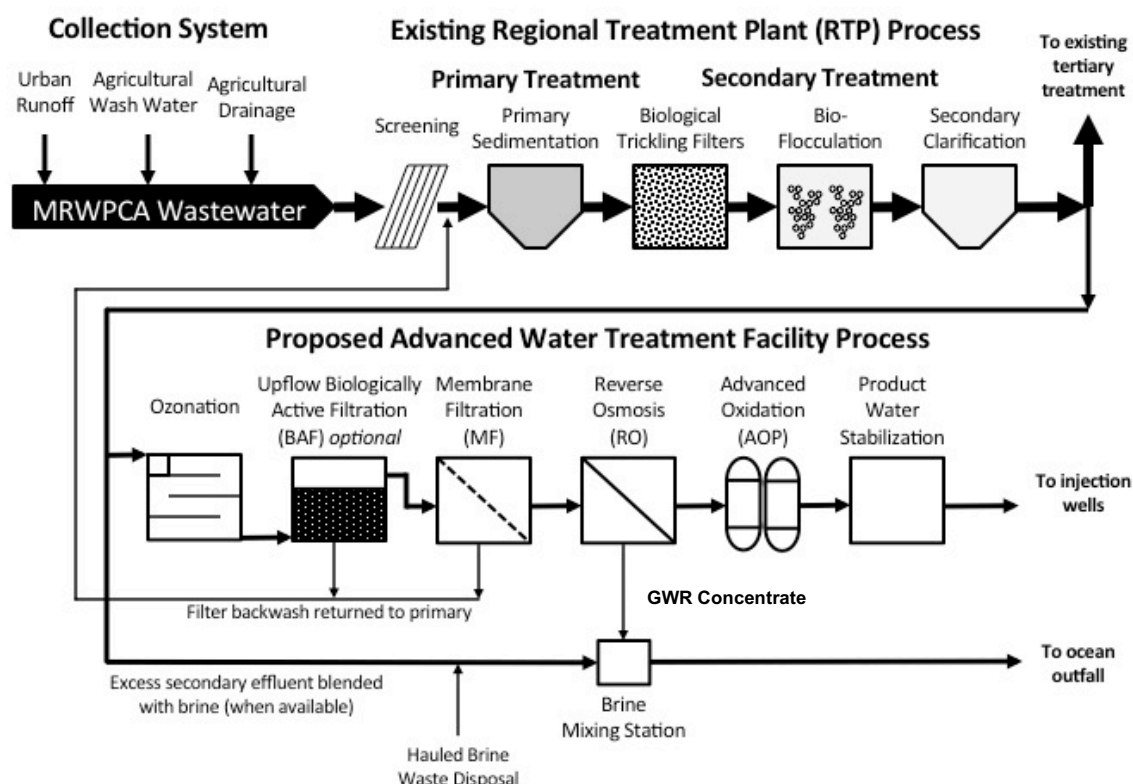 Collection System
Existing Regional Treatment Plant (RTP) Process
To existing
tertiary
treatment
Urban
Runoff
Agricultural
Wash Water
Agricultural
Drainage
Primary Treatment
Secondary Treatment
Screening
Primary
Sedimentation
Biological
Trickling Filters
Bio-
Flocculation
Secondary
Clarification
MRWPCA Wastewater
Proposed Advanced Water Treatment Facility Process
Ozonation
Upflow Biologically
Active Filtration
(BAF) optional
Membrane
Filtration
(MF)
Reverse
Osmosis
(RO)
Advanced
Oxidation
(AOP)
Product
Water
Stabilization
To injection
wells
Filter backwash returned to primary
GWR Concentrate
To ocean
outfall
Excess secondary effluent blended
with brine (when available)
Brine
Mixing Station
Hauled Brine
Waste Disposal